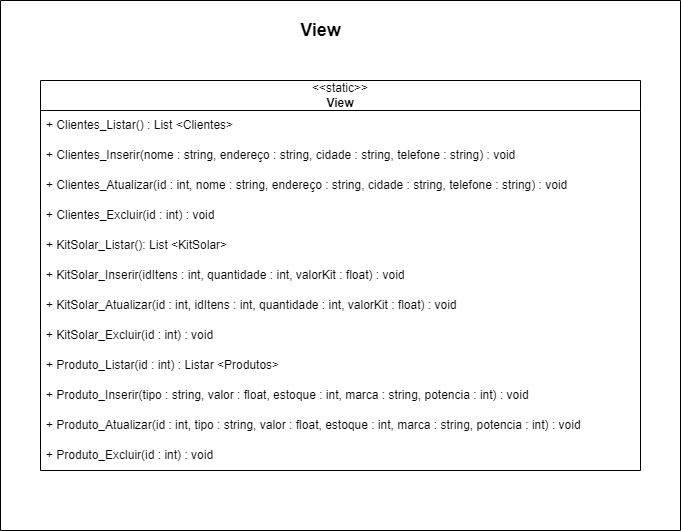 View
<<static>>
View
+ Clientes_Listar() : List <Clientes>
+ Clientes_Inserir(nome : string, endereço : string, cidade : string, telefone : string) : void
+ Clientes_Atualizar(id : int, nome : string, endereço : string, cidade : string, telefone : string) : void
+ Clientes_Excluir(id : int) : void
+ KitSolar_Listar(): List <KitSolar>
+ KitSolar_Inserir(idItens : int, quantidade : int, valorKit : float) : void
+ KitSolar_Atualizar(id : int, idItens : int, quantidade : int, valorKit : float) : void
+ KitSolar_Excluir(id : int) : void
+ Produto_Listar(id : int) : Listar <Produtos>
+ Produto_Inserir(tipo : string, valor : float, estoque : int, marca : string, potencia : int) : void
+ Produto_Atualizar(id : int, tipo : string, valor : float, estoque : int, marca : string, potencia : int) : void
+ Produto_Excluir(id : int) : void